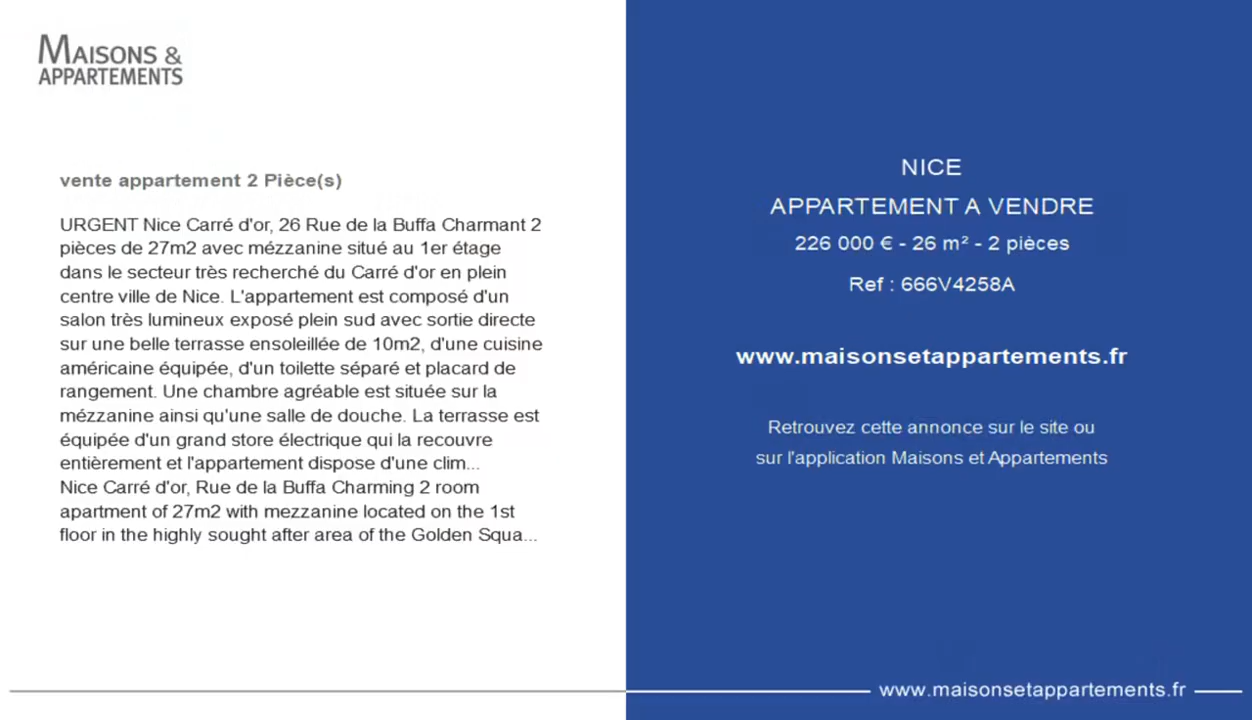 MAISONS &
APPARTEMENTS
vente appartement 2 Pièce(s)
URGENT Nice Carré d'or, 26 Rue de la Buffa Charmant 2
pièces de 27m2 avec mézzanine situé au 1er étage
dans le secteur très recherché du Carré d'or en plein
centre ville de Nice. L'appartement est composé d'un
salon très lumineux exposé plein sud avec sortie directe
sur une belle terrasse ensoleillée de 10m2, d'une cuisine
américaine équipée, d'un toilette séparé et placard de
rangement. Une chambre agréable est située sur la
mézzanine ainsi qu'une salle de douche. La terrasse est
équipée d'un grand store électrique qui la recouvre
entièrement et l'appartement dispose d'une clim...
Nice Carré d'or, Rue de la Buffa Charming 2 room
apartment of 27m2 with mezzanine located on the 1st
floor in the highly sought after area of the Golden Squa...
NICE
APPARTEMENT A VENDRE
226 000 € - 26 m² - 2 pièces
Ref : 666V4258A
www.maisonsetappartements.fr
Retrouvez cette annonce sur le site ou
sur l'application Maisons et Appartements
www.maisonsetappartements.fr